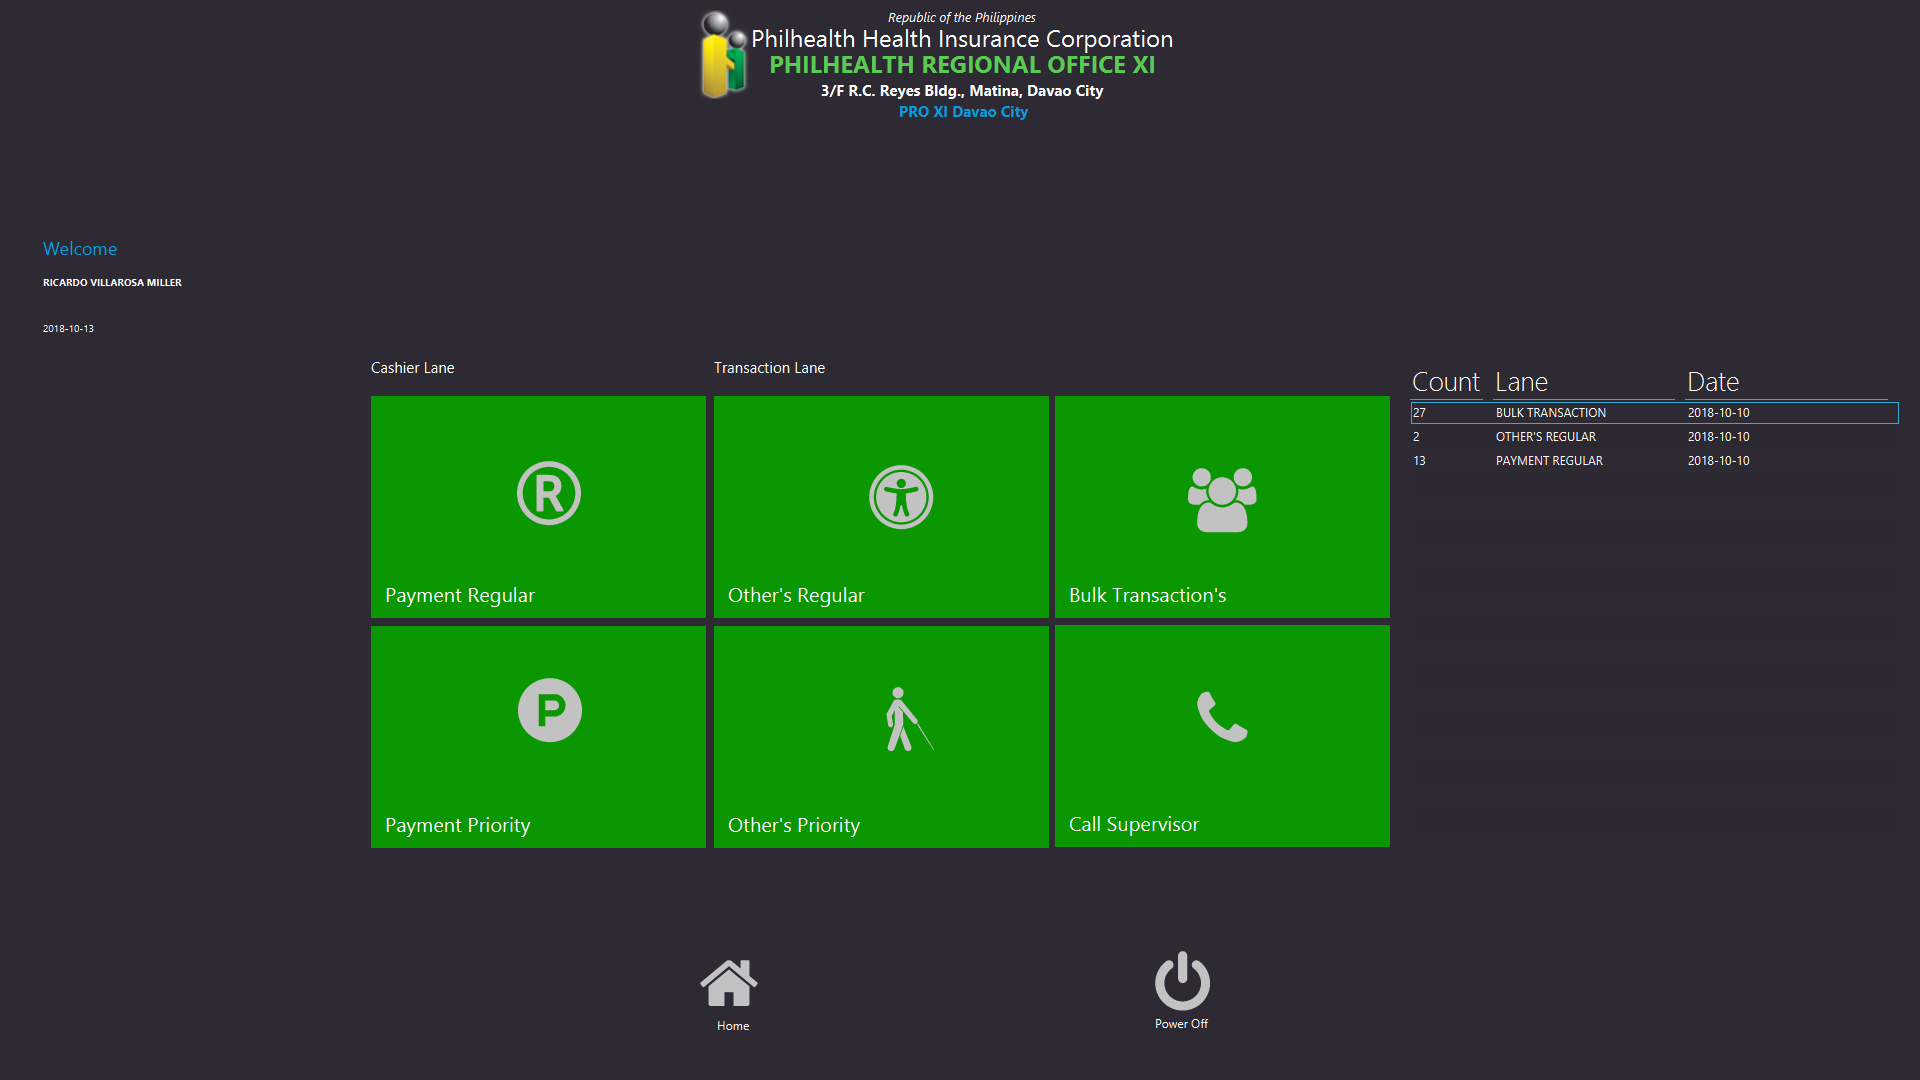 Republic of the Philippines
Philhealth Health Insurance Corporation
PHILHEALTH REGIONAL OFFICE XI
3/F R.C. Reyes Bldg., Matina, Davao City
PRO XI Davao City
Welcome
RICARDO VILLAROSA MILLER
2018-10-13
Cashier Lane
Transaction Lane
R
Payment Regular
Other's Regular
Bulk Transaction's
P
Payment Priority
Other's Priority
Call Supervisor
Count Lane Date
27 BULK TRANSACTION 2018-10-10
2 OTHER'S REGULAR 2018-10-10
13 PAYMENT REGULAR 2018-10-10
Home
Power Off